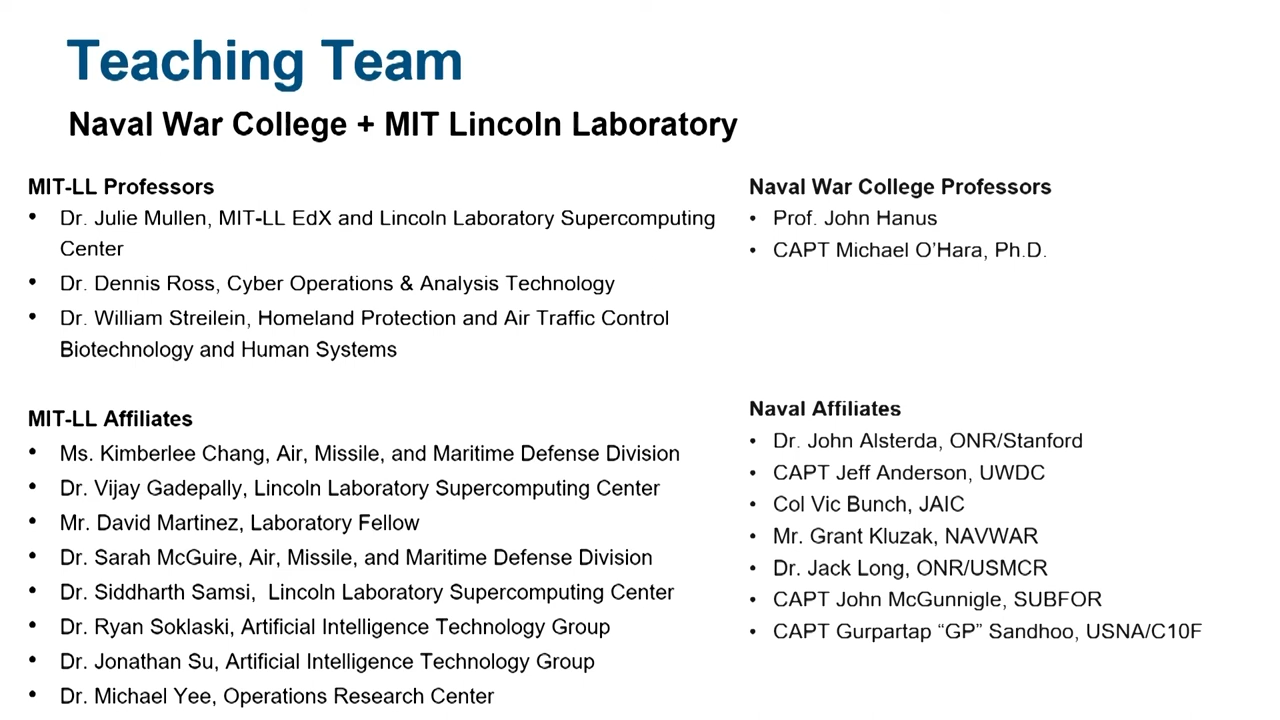 Teaching Team
Naval War College + MIT Lincoln Laboratory
MIT-LL Professors
• Dr. Julie Mullen, MIT-LL EdX and Lincoln Laboratory Supercomputing
Center
• Dr. Dennis Ross, Cyber Operations & Analysis Technology
• Dr. William Streilein, Homeland Protection and Air Traffic Control
Biotechnology and Human Systems
MIT-LL Affiliates
• Ms. Kimberlee Chang, Air, Missile, and Maritime Defense Division
• Dr. Vijay Gadepally, Lincoln Laboratory Supercomputing Center
• Mr. David Martinez, Laboratory Fellow
• Dr. Sarah McGuire, Air, Missile, and Maritime Defense Division
• Dr. Siddharth Samsi,  Lincoln Laboratory Supercomputing Center
• Dr. Ryan Soklaski, Artificial Intelligence Technology Group
• Dr. Jonathan Su, Artificial Intelligence Technology Group
• Dr. Michael Yee, Operations Research Center
Naval War College Professors
• Prof. John Hanus
• CAPT Michael O’Hara, Ph.D.
Naval Affiliates
• Dr. John Alsterda, ONR/Stanford
• CAPT Jeff Anderson, UWDC
• Col Vic Bunch, JAIC
• Mr. Grant Kluzak, NAVWAR
• Dr. Jack Long, ONR/USMCR
• CAPT John McGunnigle, SUBFOR
• CAPT Gurpartap “GP” Sandhoo, USNA/C10F